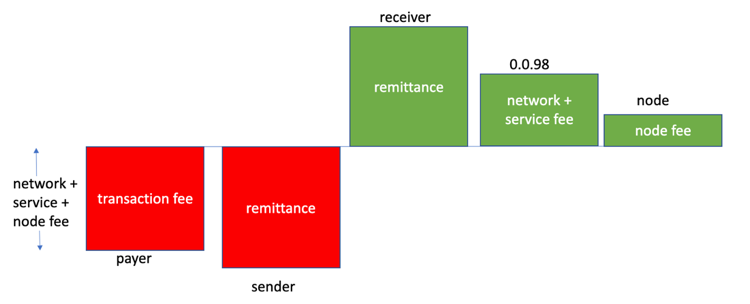 receiver
remittance
0.0.98
network +
service fee
node
node fee
network +
service +
node fee
transaction fee
payer
remittance
sender